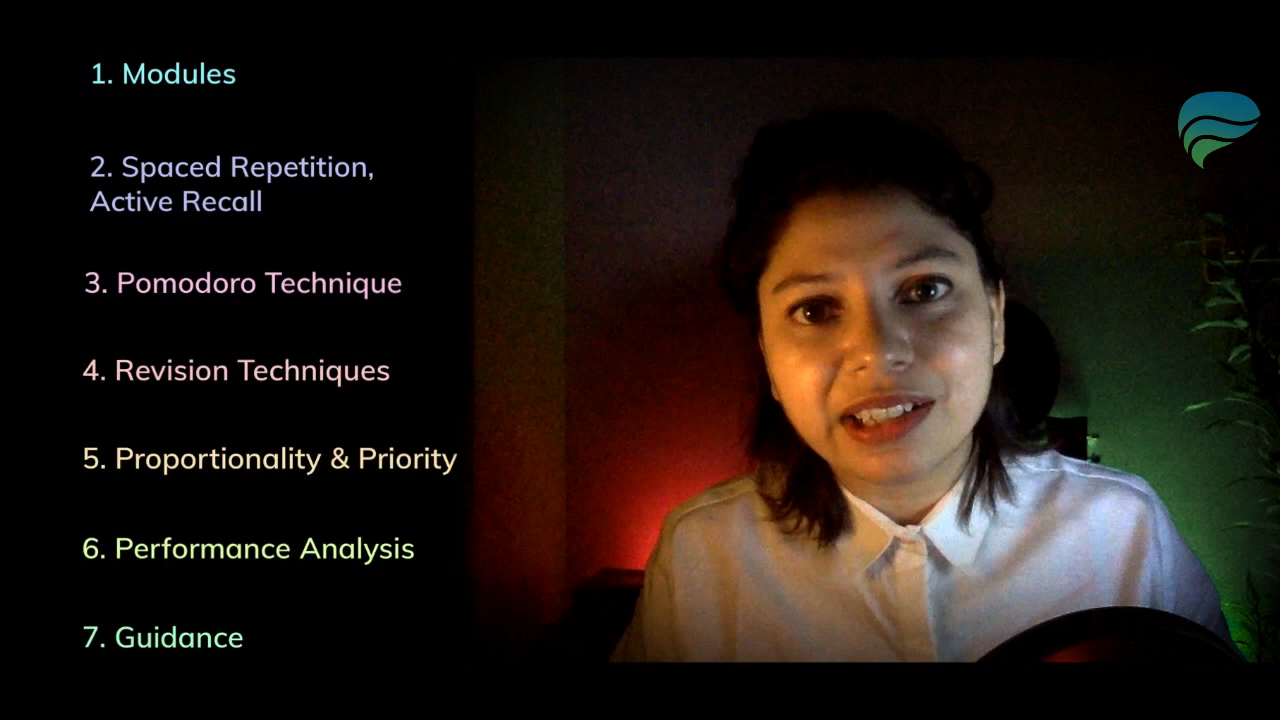 1. Modules
2. Spaced Repetition,
Active Recall
3. Pomodoro Technique
4. Revision Techniques
5. Proportionality & Priority
6. Performance Analysis
7. Guidance